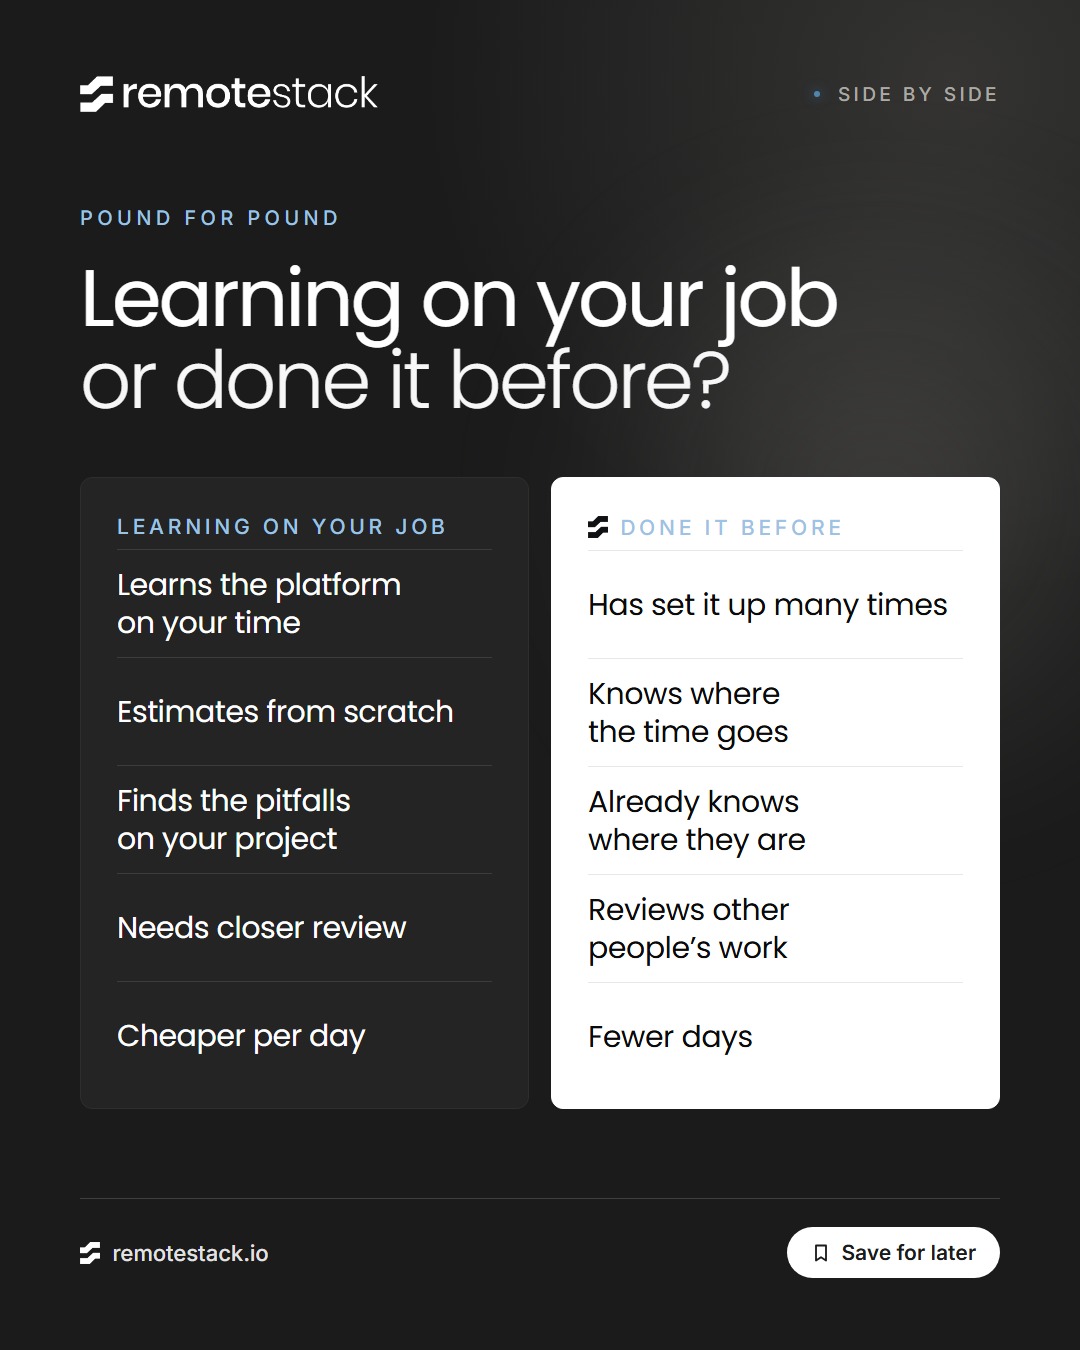 remotestack
SIDE BY SIDE
POUND FOR POUND
Learning on your job
or done it before?
LEARNING ON YOUR JOB
Learns the platform
on your time
Estimates from scratch
Finds the pitfalls
on your project
Needs closer review
Cheaper per day
DONE IT BEFORE
Has set it up many times
Knows where
the time goes
Already knows
where they are
Reviews other
people’s work
Fewer days
remotestack.io
Save for later